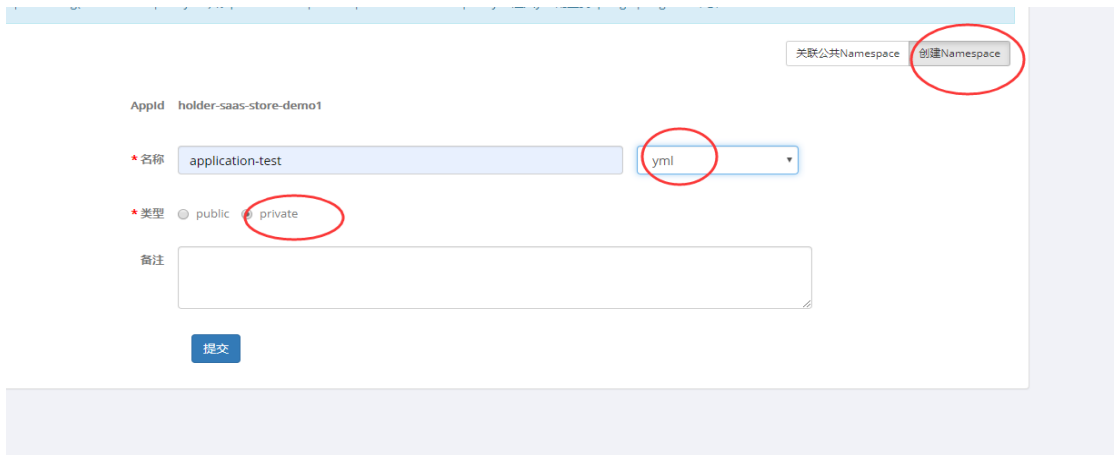 关联公共Namespace 创建Namespace
AppId holder-saas-store-demo1
* 名称 application-test yml
* 类型 public private
备注
提交